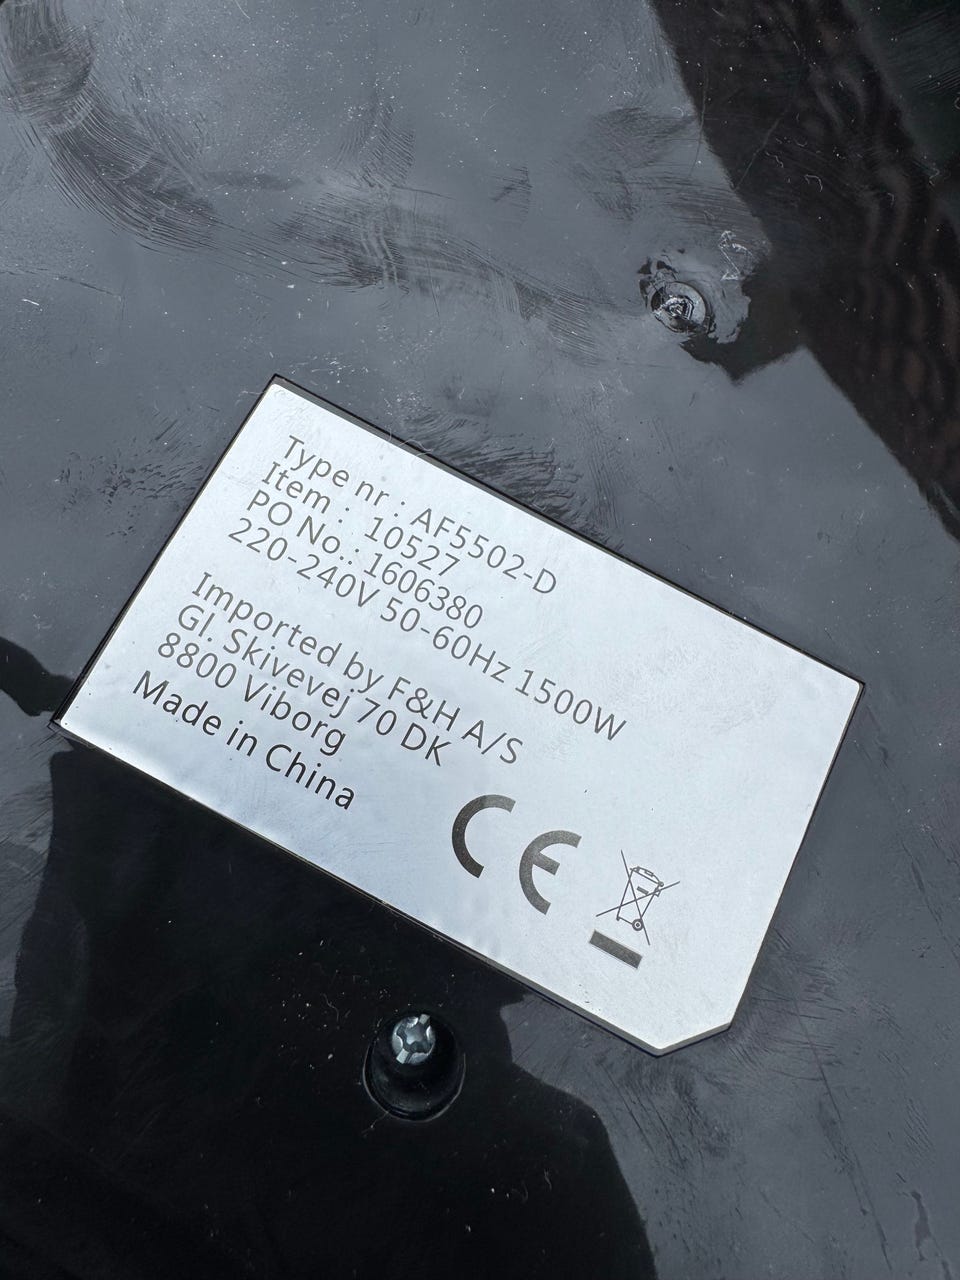 Type nr : AF5502-D
Item : 10527
PO No.: 1606380
220-240V 50-60Hz 1500W
Imported by F&H A/S
Gl. Skivevej 70 DK
8800 Viborg
Made in China
CE